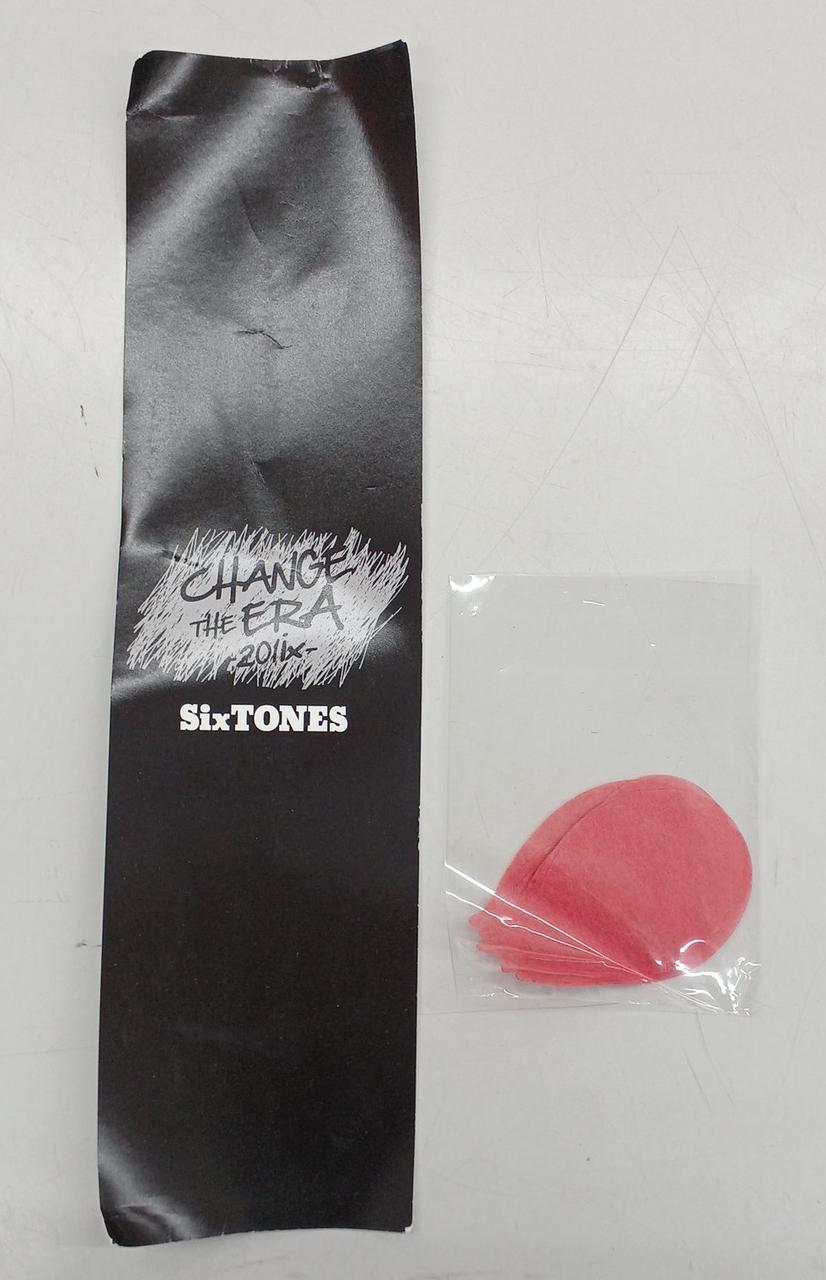 CHANGE
THE ERA
-201ix-
SixTONES